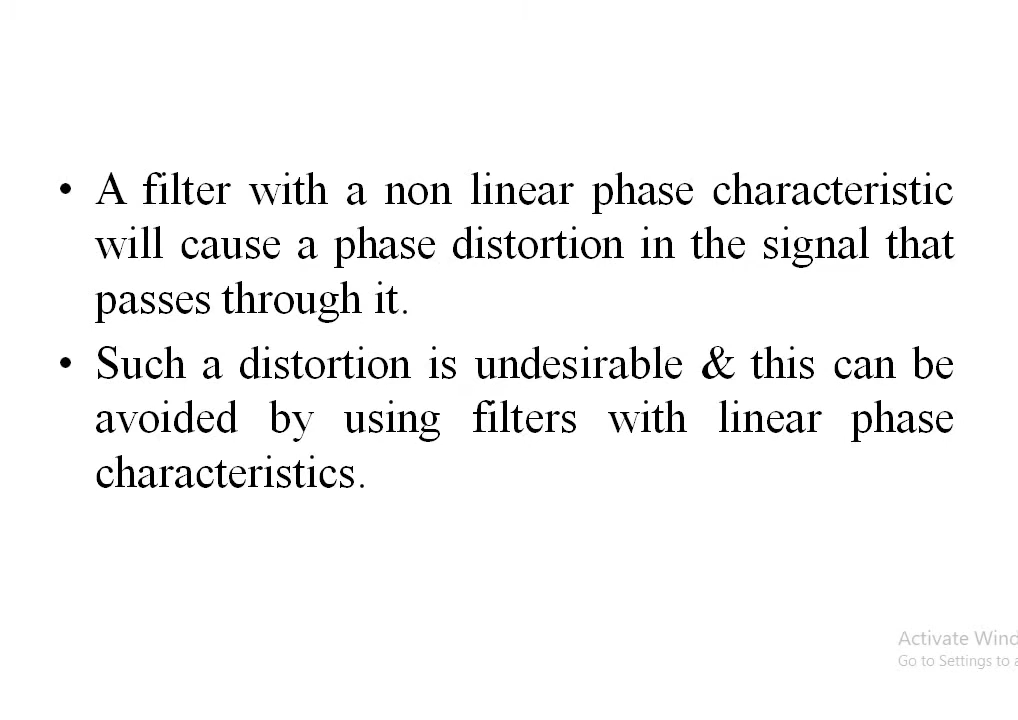 • A filter with a non linear phase characteristic
will cause a phase distortion in the signal that
passes through it.
• Such a distortion is undesirable & this can be
avoided by using filters with linear phase
characteristics.
Activate Wind
Go to Settings to a